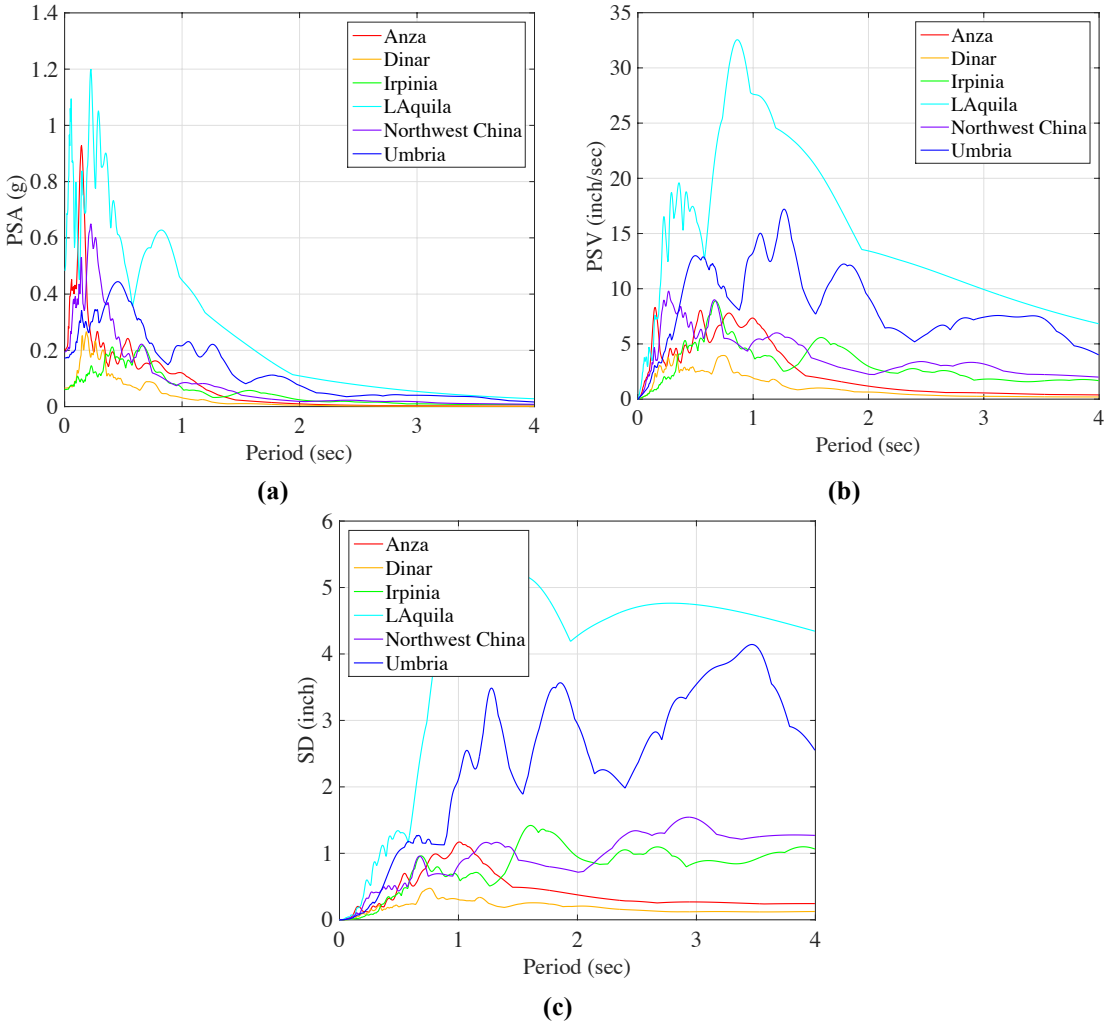 1.4
1.2
1
0.8
0.6
0.4
0.2
0
PSA (g)
Anza
Dinar
Irpinia
LAquila
Northwest China
Umbria
0 1 2 3 4
Period (sec)
(a)
35
30
25
20
15
10
5
0
PSV (inch/sec)
Anza
Dinar
Irpinia
LAquila
Northwest China
Umbria
0 1 2 3 4
Period (sec)
(b)
6
5
4
3
2
1
0
SD (inch)
Anza
Dinar
Irpinia
LAquila
Northwest China
Umbria
0 1 2 3 4
Period (sec)
(c)